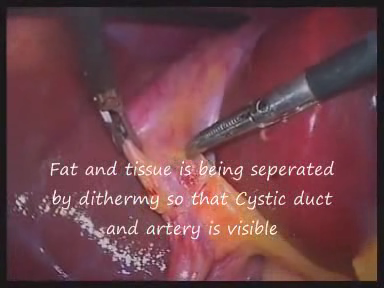 Fat and tissue is being seperated
by dithermy so that Cystic duct
and artery is visible